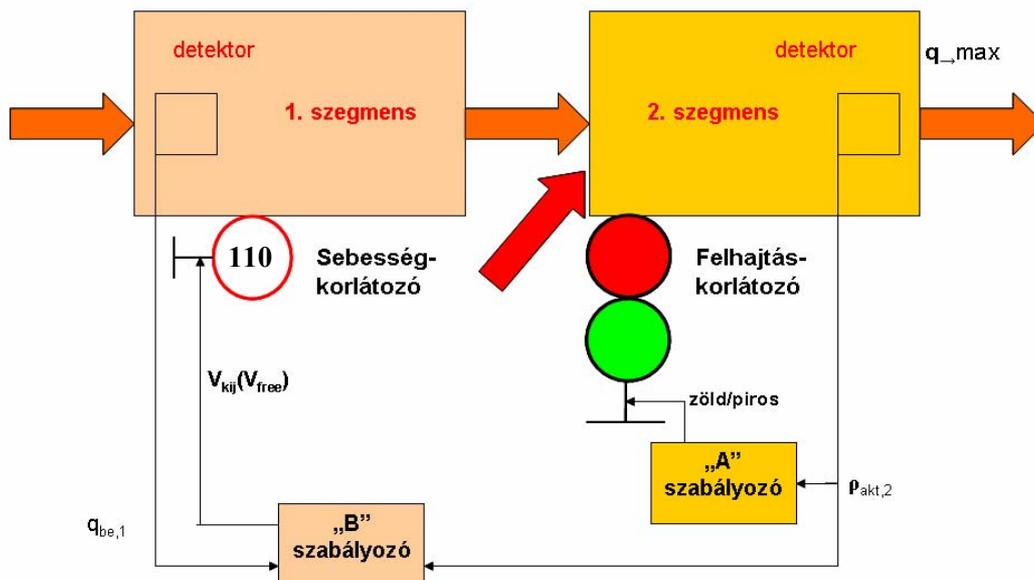 detektor
detektor
q→max
1. szegmens
2. szegmens
110
Sebesség-
korlátozó
Felhajtás-
korlátozó
Vkij(Vfree)
zöld/piros
„A”
szabályozó
ρakt,2
qbe,1
„B”
szabályozó